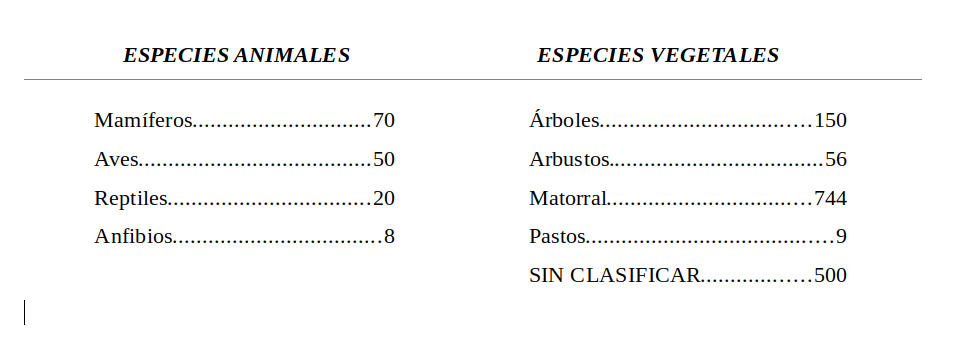 ESPECIES ANIMALES ESPECIES VEGETALES
Mamíferos..............................70 Árboles...................................150
Aves.......................................50 Arbustos....................................56
Reptiles..................................20 Matorral..................................744
Anfibios...................................8 Pastos.........................................9
SIN CLASIFICAR..................500